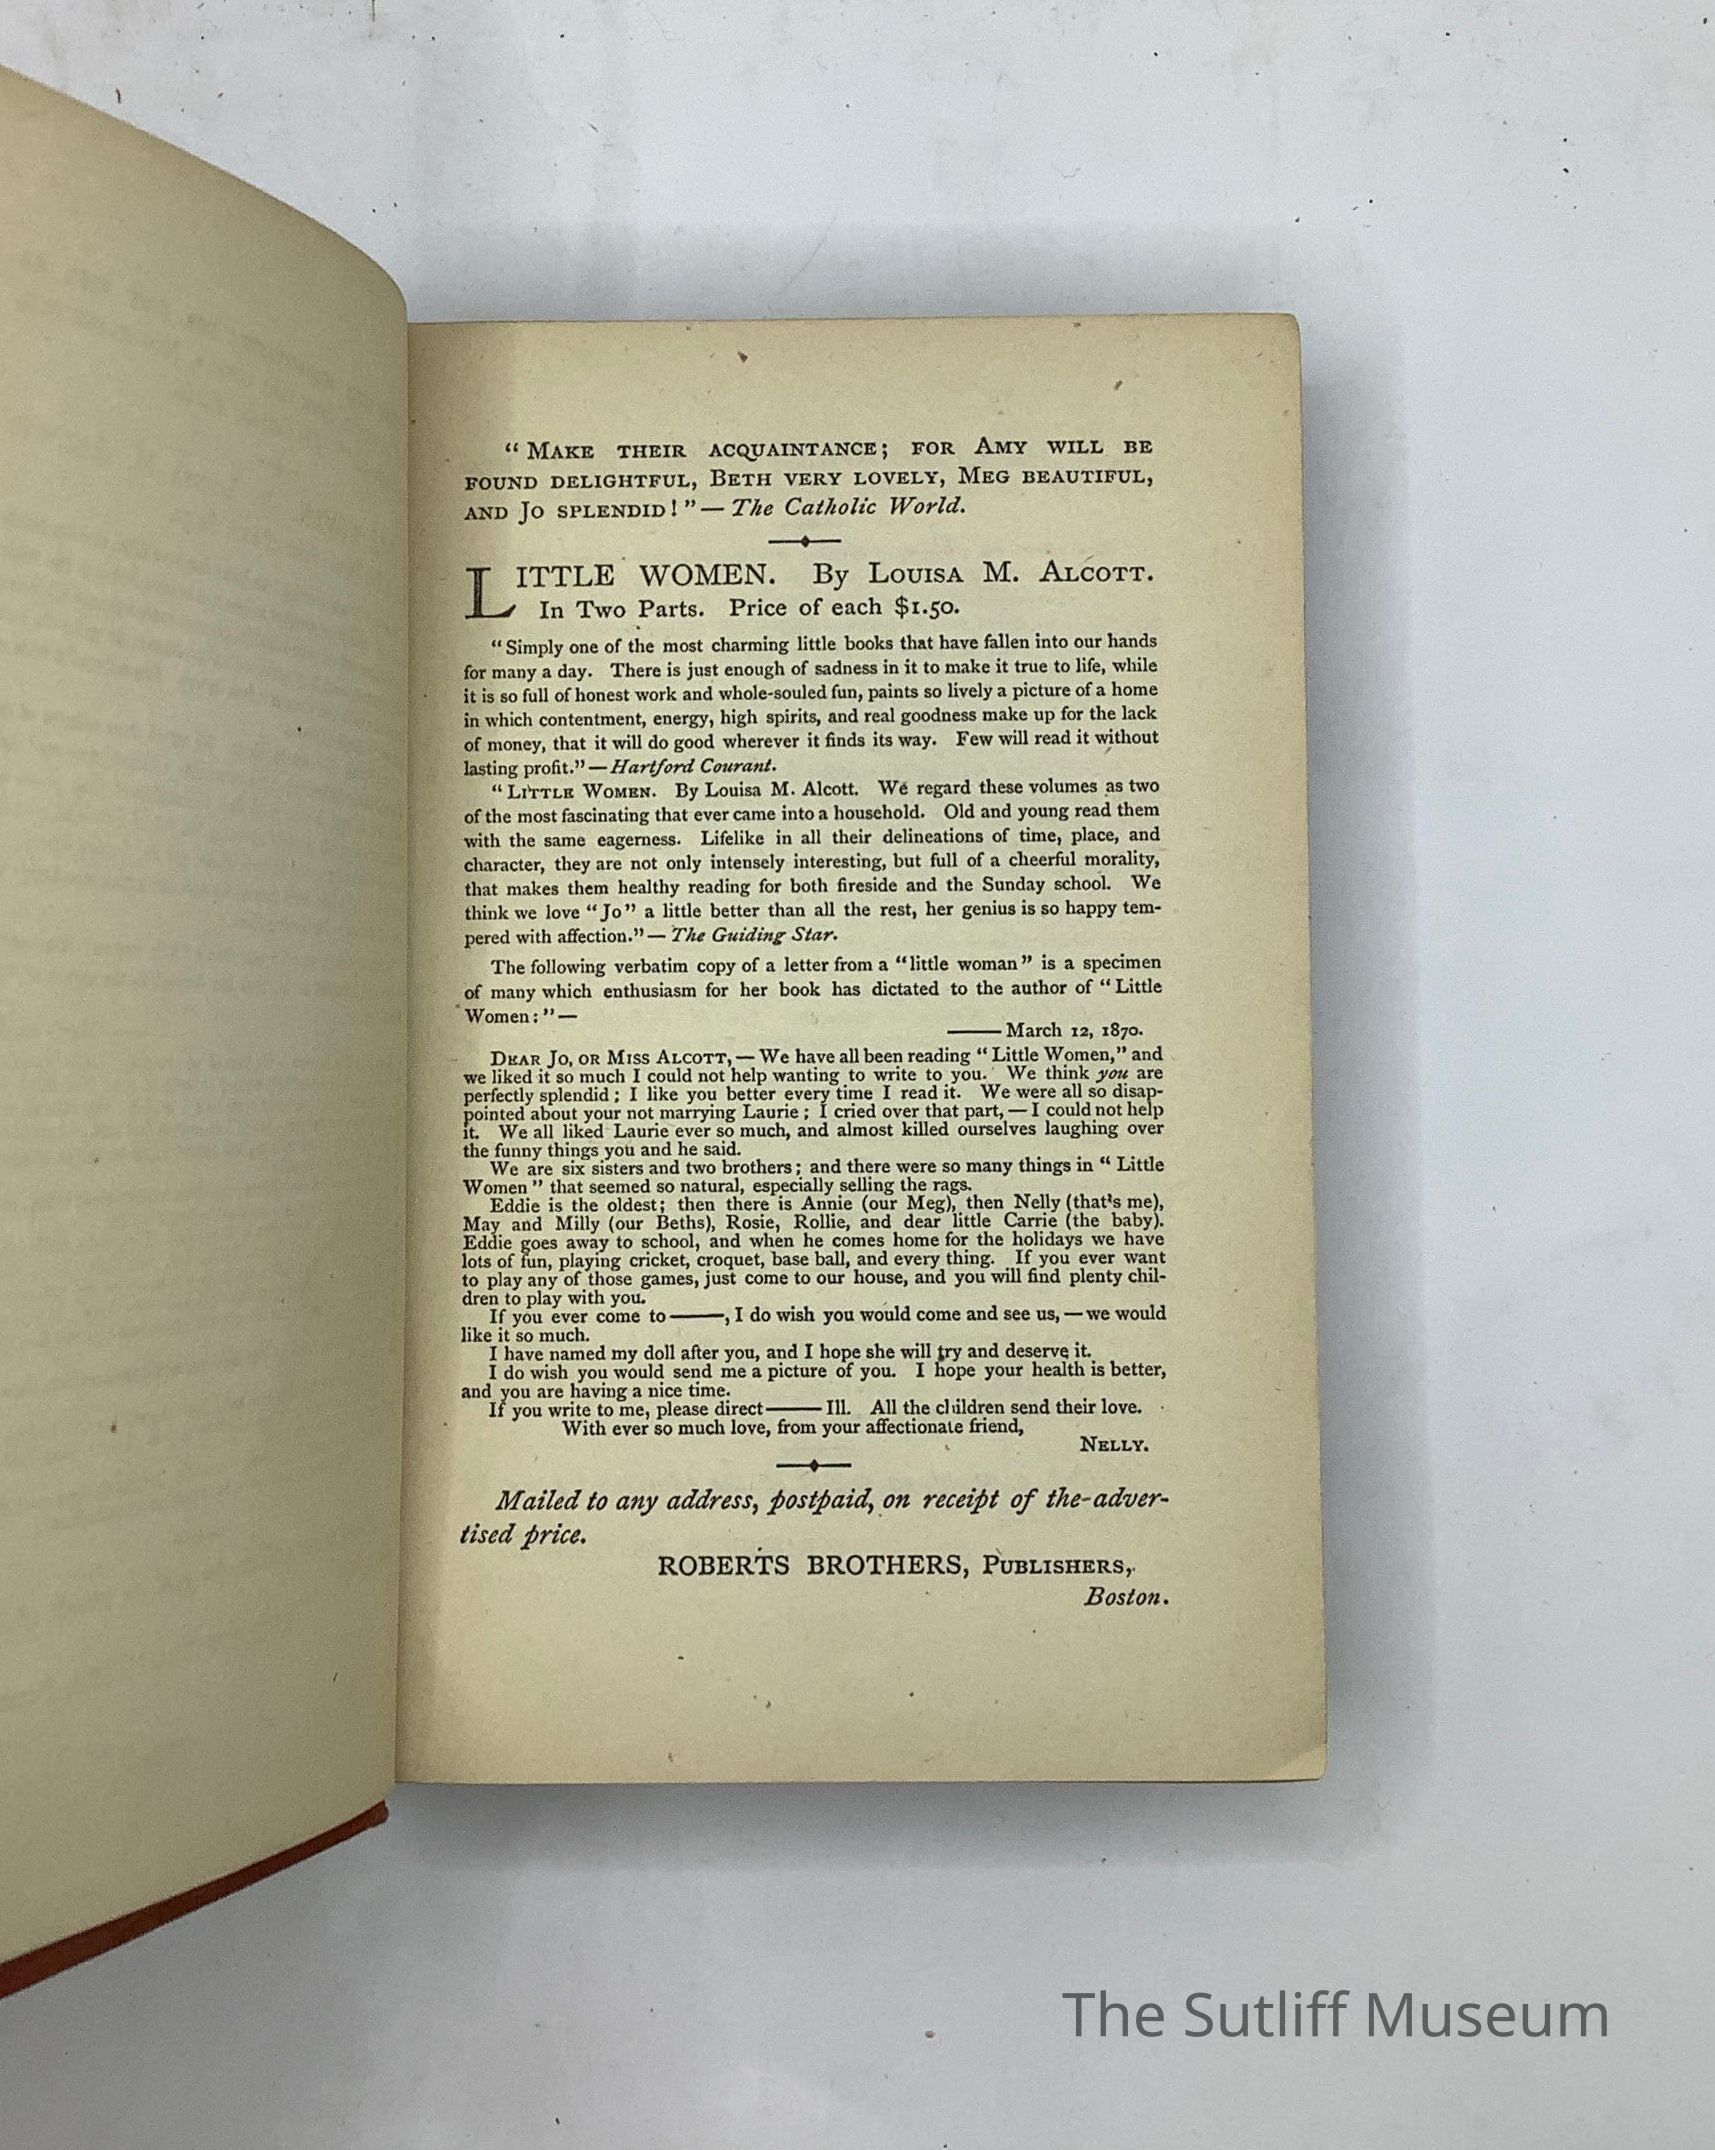 “ Make their acquaintance; for Amy will be
found delightful, Beth very lovely, Meg beautiful,
and Jo splendid! ” — The Catholic World.
LITTLE WOMEN. By Louisa M. Alcott.
In Two Parts. Price of each $1.50.
“ Simply one of the most charming little books that have fallen into our hands
for many a day. There is just enough of sadness in it to make it true to life, while
it is so full of honest work and whole-souled fun, paints so lively a picture of a home
in which contentment, energy, high spirits, and real goodness make up for the lack
of money, that it will do good wherever it finds its way. Few will read it without
lasting profit.” — Hartford Courant.
“ Little Women. By Louisa M. Alcott. We regard these volumes as two
of the most fascinating that ever came into a household. Old and young read them
with the same eagerness. Lifelike in all their delineations of time, place, and
character, they are not only intensely interesting, but full of a cheerful morality,
that makes them healthy reading for both fireside and the Sunday school. We
think we love “ Jo ” a little better than all the rest, her genius is so happy tem-
pered with affection.” — The Guiding Star.
The following verbatim copy of a letter from a “ little woman ” is a specimen
of many which enthusiasm for her book has dictated to the author of “ Little
Women : ” —
—— March 12, 1870.
Dear Jo, or Miss Alcott, — We have all been reading “ Little Women,” and
we liked it so much I could not help wanting to write to you. We think you are
perfectly splendid ; I like you better every time I read it. We were all so disap-
pointed about your not marrying Laurie ; I cried over that part, — I could not help
it. We all liked Laurie ever so much, and almost killed ourselves laughing over
the funny things you and he said.
We are six sisters and two brothers ; and there were so many things in “ Little
Women ” that seemed so natural, especially selling the rags.
Eddie is the oldest; then there is Annie (our Meg), then Nelly (that's me),
May and Milly (our Beths), Rosie, Rollie, and dear little Carrie (the baby).
Eddie goes away to school, and when he comes home for the holidays we have
lots of fun, playing cricket, croquet, base ball, and every thing. If you ever want
to play any of those games, just come to our house, and you will find plenty chil-
dren to play with you.
If you ever come to ——, I do wish you would come and see us, — we would
like it so much.
I have named my doll after you, and I hope she will try and deserve it.
I do wish you would send me a picture of you. I hope your health is better,
and you are having a nice time.
If you write to me, please direct —— Ill. All the children send their love.
With ever so much love, from your affectionate friend,
Nelly.
Mailed to any address, postpaid, on receipt of the adver-
tised price.
ROBERTS BROTHERS, Publishers,
Boston.
The Sutliff Museum